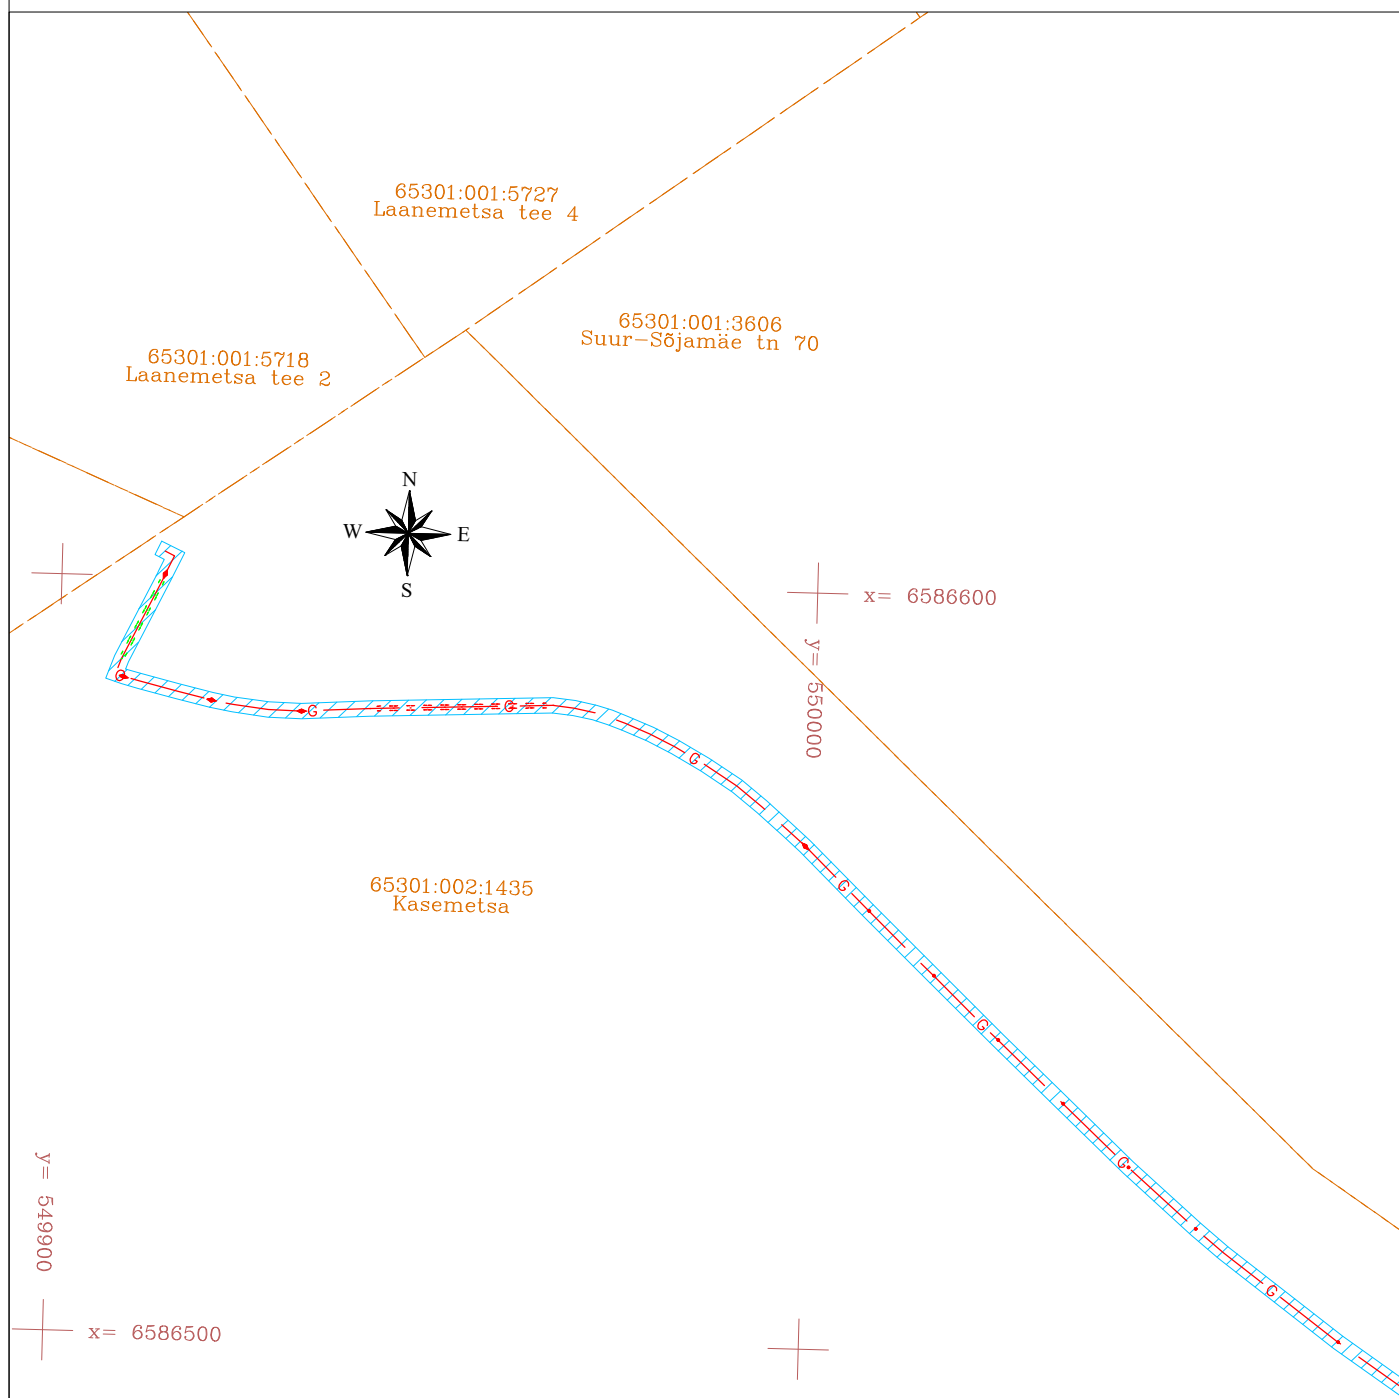 65301:001:5727
Laanemetsa tee 4
65301:001:3606
Suur-Sõjamäe tn 70
65301:001:5718
Laanemetsa tee 2
N
W
E
S
x= 6586600
y= 550000
G
G
G
G
65301:002:1435
Kasemetsa
G
G
G
y= 549900
G
x= 6586500